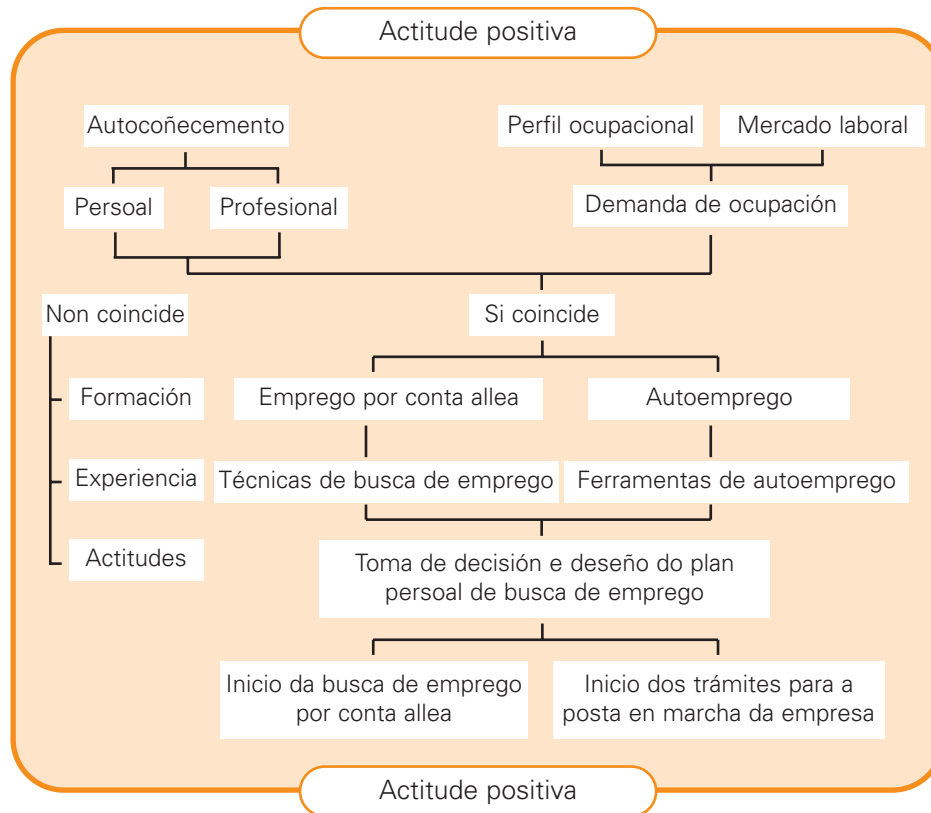 Actitude positiva
Autocoñecemento
Perfil ocupacional
Mercado laboral
Persoal
Profesional
Demanda de ocupación
Non coincide
Si coincide
Formación
Emprego por conta allea
Autoemprego
Experiencia
Técnicas de busca de emprego
Ferramentas de autoemprego
Actitudes
Toma de decisión e deseño do plan
persoal de busca de emprego
Inicio da busca de emprego
por conta allea
Inicio dos trámites para a
posta en marcha da empresa
Actitude positiva